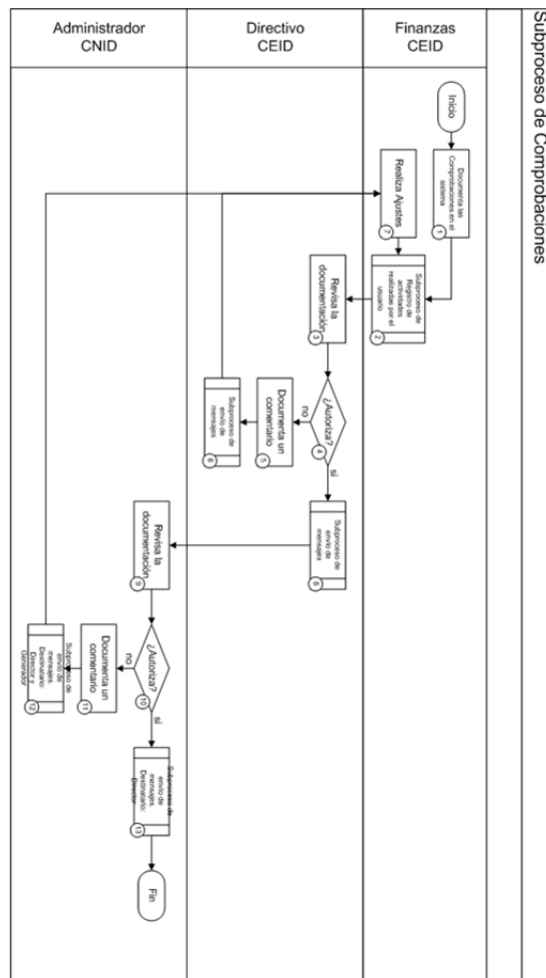 Subproceso de Comprobaciones
Finanzas
CEID
Directivo
CEID
Administrador
CNID
Inicio
Documenta las
Comprobaciones en el
sistema
1
Subproceso de
Registro de
actividades
realizadas por el
usuario
2
Realiza Ajustes
7
Revisa la
documentación
3
¿Autoriza?
4
no
si
Documenta un
comentario
5
Subproceso de
envío de
mensajes
6
Subproceso de
envío de
mensajes
8
Revisa la
documentación
9
¿Autoriza?
10
no
si
Documenta un
comentario
11
Subproceso de
envío de
mensajes.
Destinatario:
Director y
Generador
12
Subproceso de
envío de
mensajes.
Destinatario:
Director
13
Fin